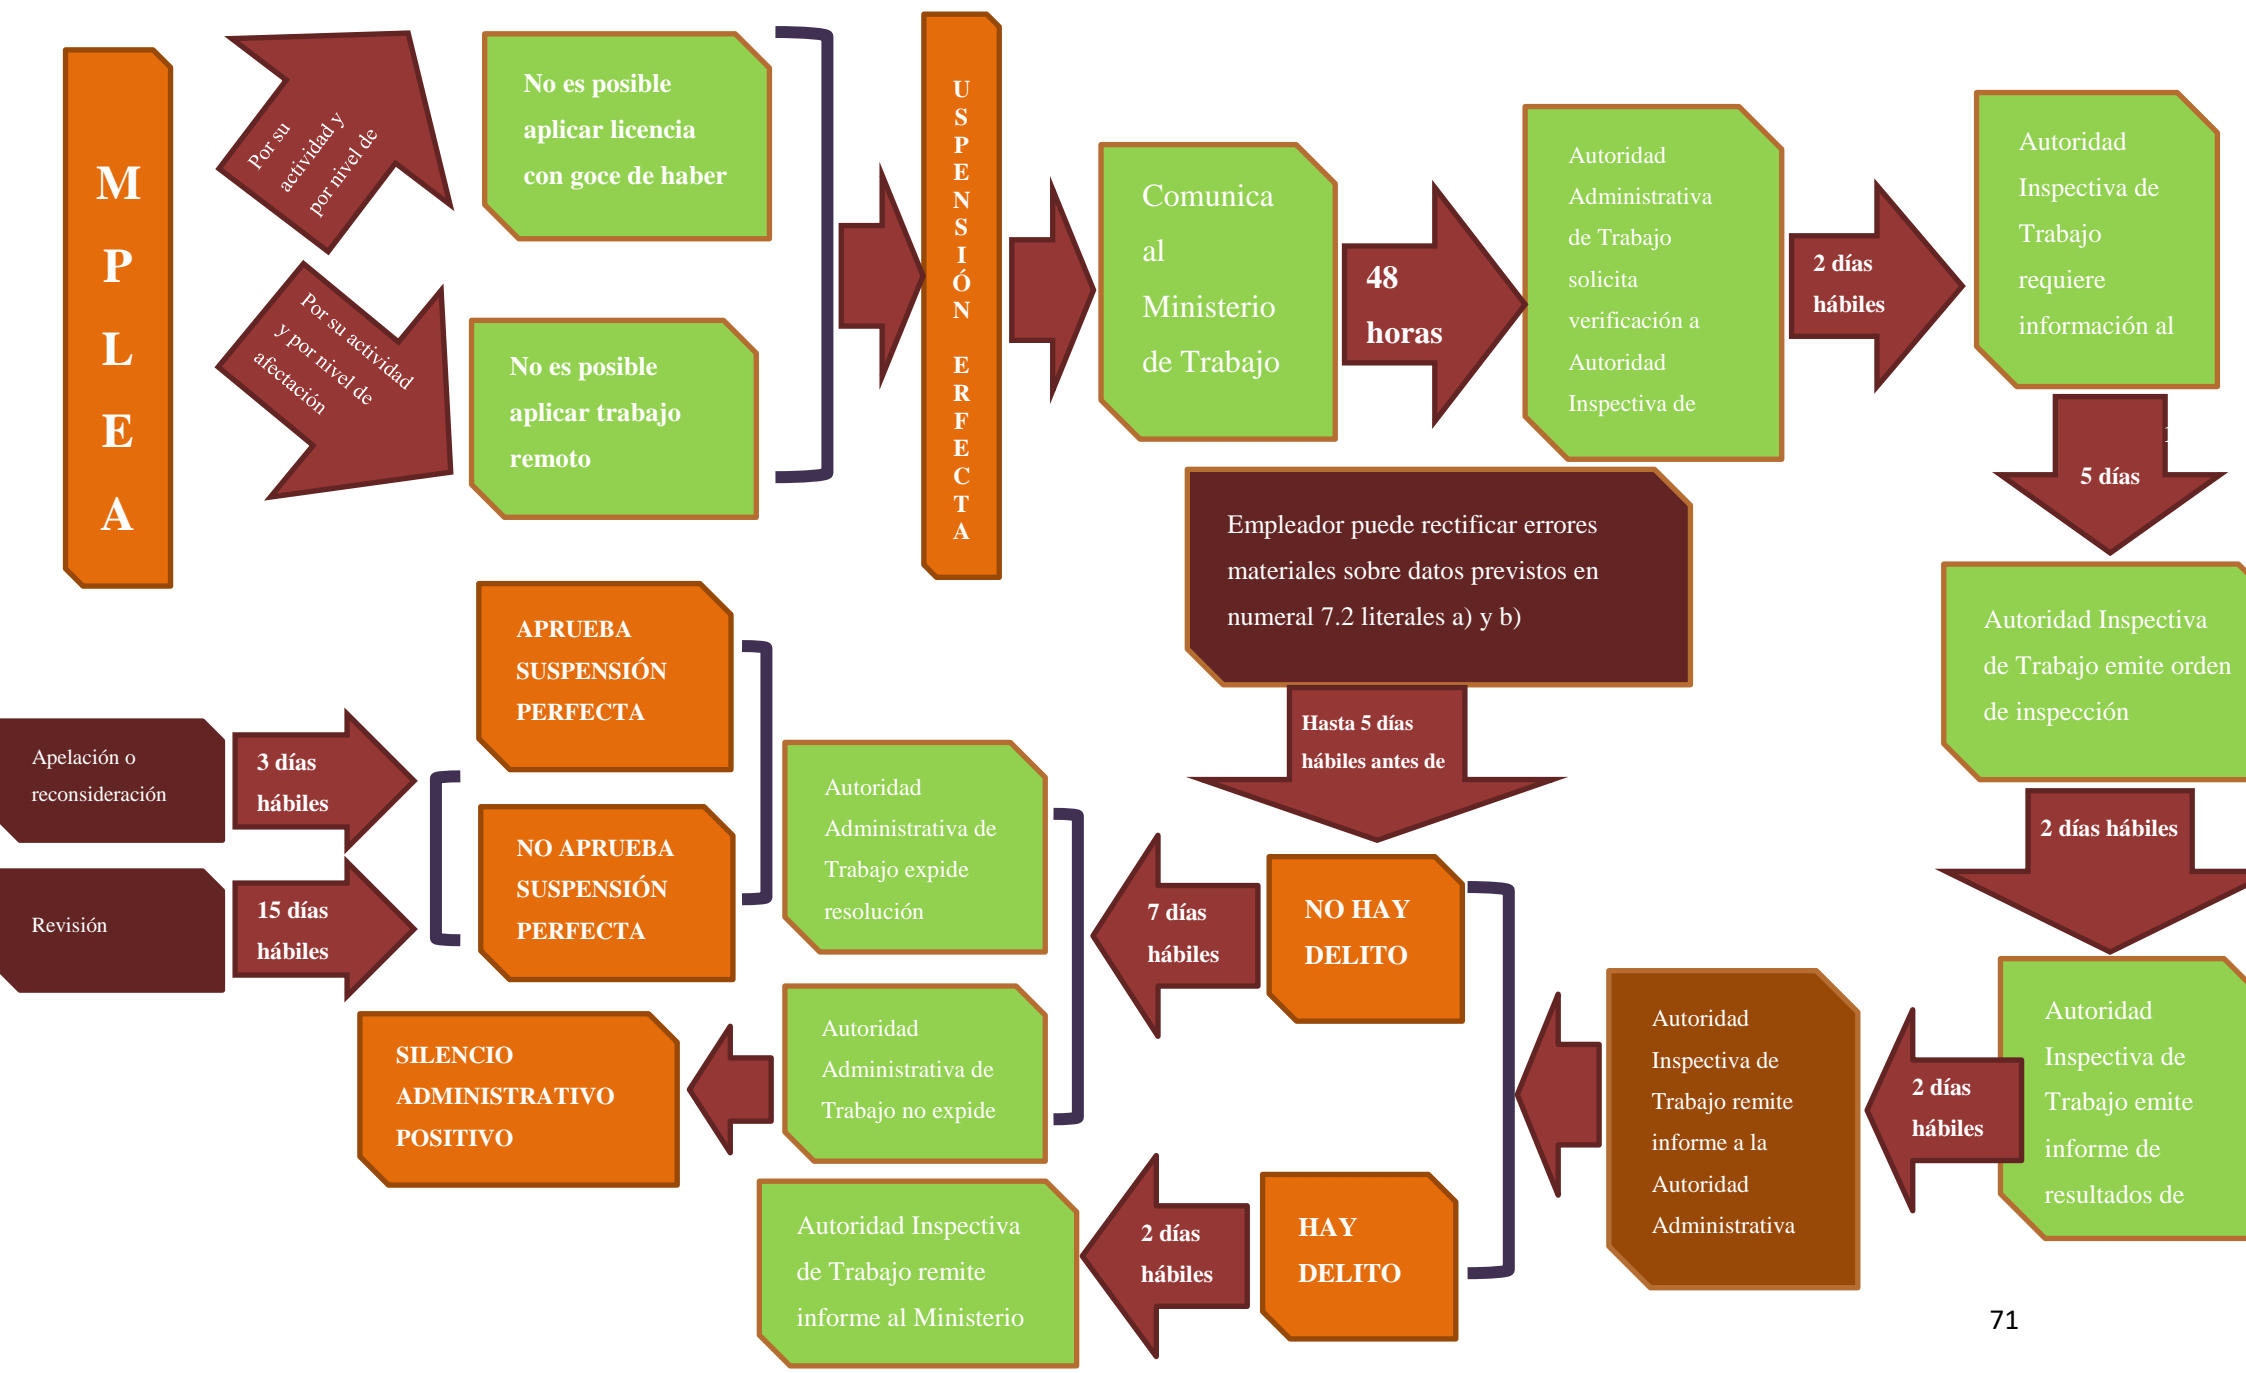 M
P
L
E
A
Por su
actividad y
por nivel de
No es posible
aplicar licencia
con goce de haber
Por su actividad
y por nivel de
afectación
No es posible
aplicar trabajo
remoto
U
S
P
E
N
S
I
Ó
N
E
R
F
E
C
T
A
Comunica
al
Ministerio
de Trabajo
48
horas
Autoridad
Administrativa
de Trabajo
solicita
verificación a
Autoridad
Inspectiva de
2 días
hábiles
Autoridad
Inspectiva de
Trabajo
requiere
información al
5 días
Autoridad Inspectiva
de Trabajo emite orden
de inspección
2 días hábiles
Autoridad
Inspectiva de
Trabajo emite
informe de
resultados de
2 días
hábiles
Autoridad
Inspectiva de
Trabajo remite
informe a la
Autoridad
Administrativa
Empleador puede rectificar errores
materiales sobre datos previstos en
numeral 7.2 literales a) y b)
Hasta 5 días
hábiles antes de
NO HAY
DELITO
7 días
hábiles
Autoridad
Administrativa de
Trabajo expide
resolución
APRUEBA
SUSPENSIÓN
PERFECTA
NO APRUEBA
SUSPENSIÓN
PERFECTA
3 días
hábiles
Apelación o
reconsideración
15 días
hábiles
Revisión
Autoridad
Administrativa de
Trabajo no expide
SILENCIO
ADMINISTRATIVO
POSITIVO
HAY
DELITO
2 días
hábiles
Autoridad Inspectiva
de Trabajo remite
informe al Ministerio
71